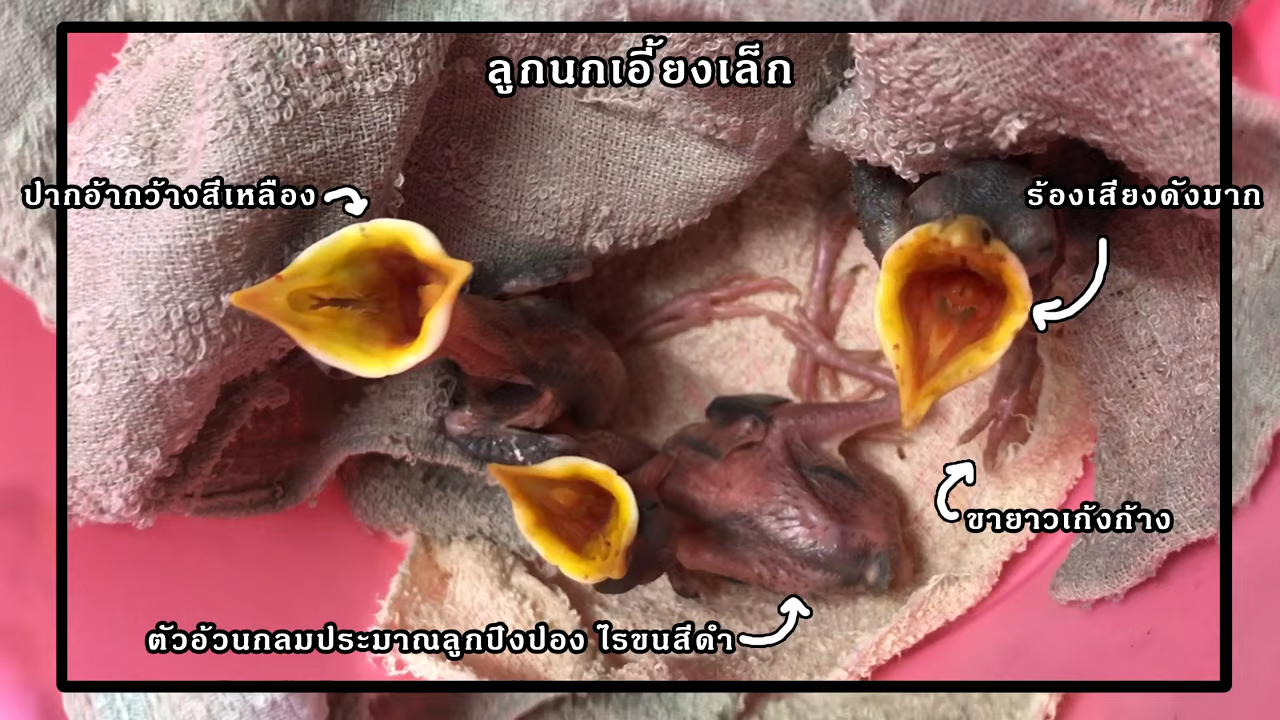 ลูกนกเอี้ยงเล็ก
ปากอ้ากว้างสีเหลือง
ร้องเสียงดังมาก
ขายาวเก้งก้าง
ตัวอ้วนกลมประมาณลูกปิงปอง ไรขนสีดำ